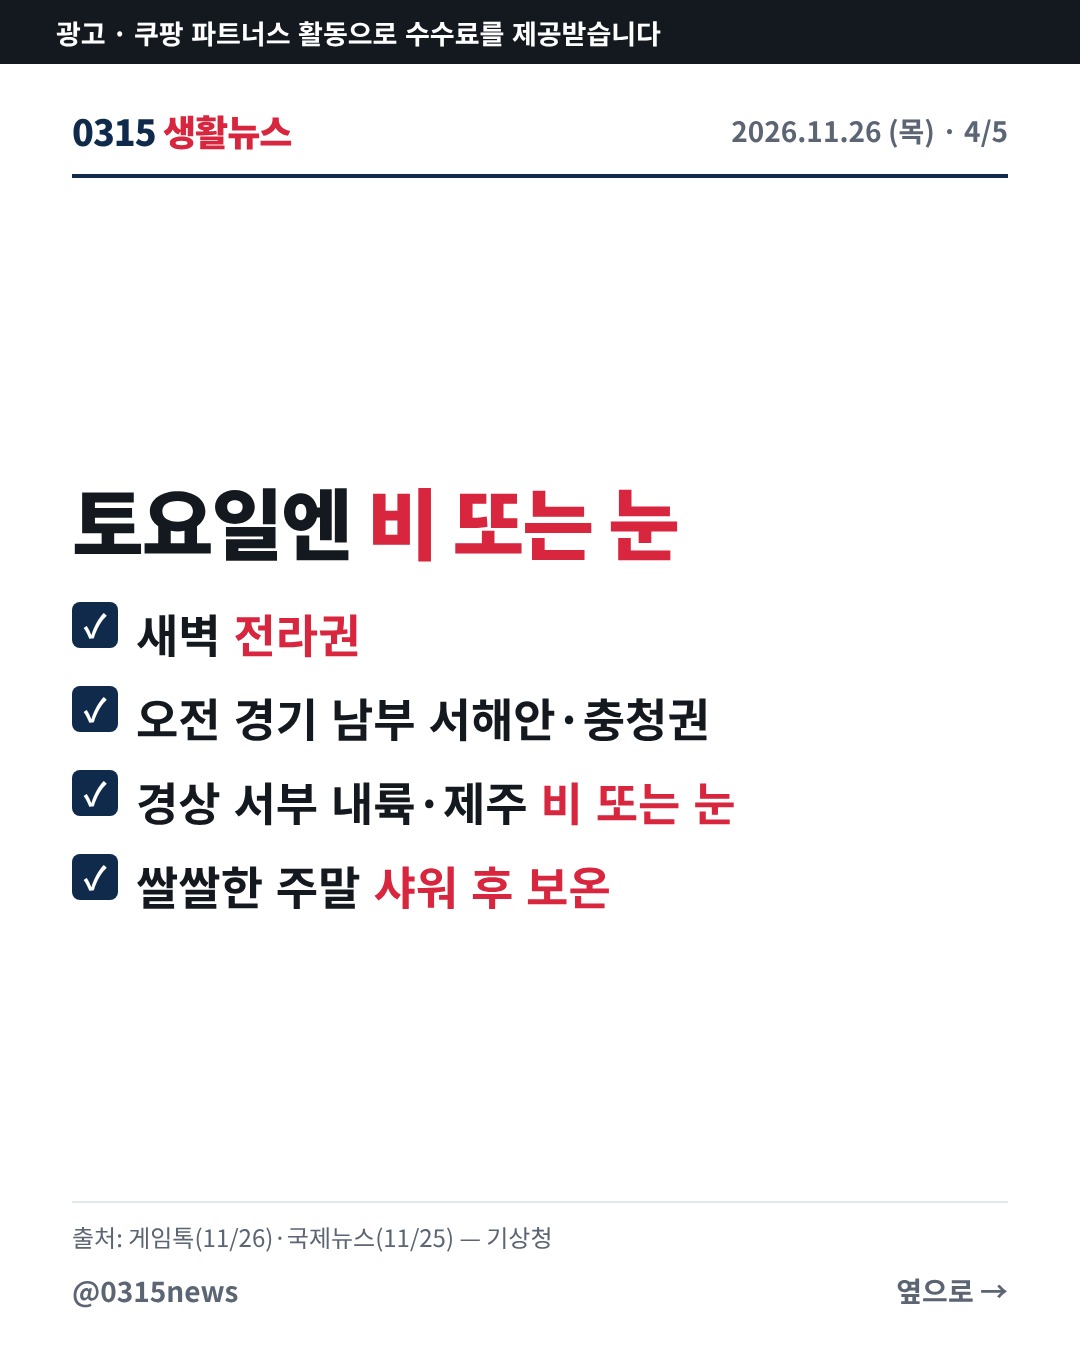 광고 · 쿠팡 파트너스 활동으로 수수료를 제공받습니다
0315 생활뉴스
2026.11.26 (목) · 4/5
토요일엔 비 또는 눈
✓ 새벽 전라권
✓ 오전 경기 남부 서해안·충청권
✓ 경상 서부 내륙·제주 비 또는 눈
✓ 쌀쌀한 주말 샤워 후 보온
출처: 게임톡(11/26)·국제뉴스(11/25) — 기상청
@0315news
옆으로 →